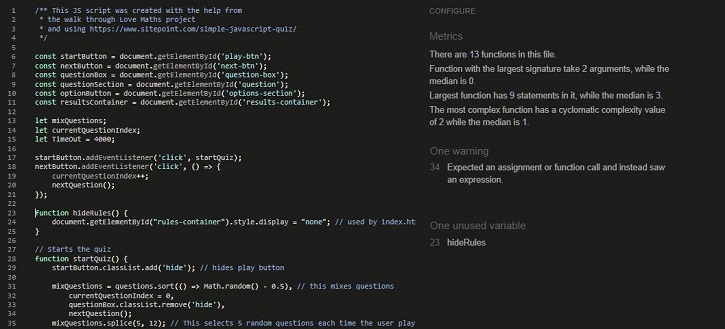 1 /** This JS script was created with the help from
2 * the walk through Love Maths project
3 * and using https://www.sitepoint.com/simple-javascript-quiz/
4 */
5
6 const startButton = document.getElementById('play-btn');
7 const nextButton = document.getElementById('next-btn');
8 const questionBox = document.getElementById('question-box');
9 const questionSection = document.getElementById('question');
10 const optionButton = document.getElementById('options-section');
11 const resultsContainer = document.getElementById('results-container');
12
13 let mixQuestions;
14 let currentQuestionIndex;
15 let TimeOut = 4000;
16
17 startButton.addEventListener('click', startQuiz);
18 nextButton.addEventListener('click', () => {
19 currentQuestionIndex++;
20 nextQuestion();
21 });
22
23 function hideRules() {
24 document.getElementById("rules-container").style.display = "none"; // used by index.ht
25 }
26
27 // Starts the quiz
28 function startQuiz() {
29 startButton.classList.add('hide'); // hides play button
30
31 mixQuestions = questions.sort(() => Math.random() - 0.5), // this mixes questions
32 currentQuestionIndex = 0,
33 questionBox.classList.remove('hide'),
34 nextQuestion();
35 mixQuestions.splice(5, 12); // This selects 5 random questions each time the user play
CONFIGURE
Metrics
There are 13 functions in this file.
Function with the largest signature take 2 arguments, while the
median is 0.
Largest function has 9 statements in it, while the median is 3.
The most complex function has a cyclomatic complexity value
of 2 while the median is 1.
One warning
34 Expected an assignment or function call and instead saw
an expression.
One unused variable
23 hideRules